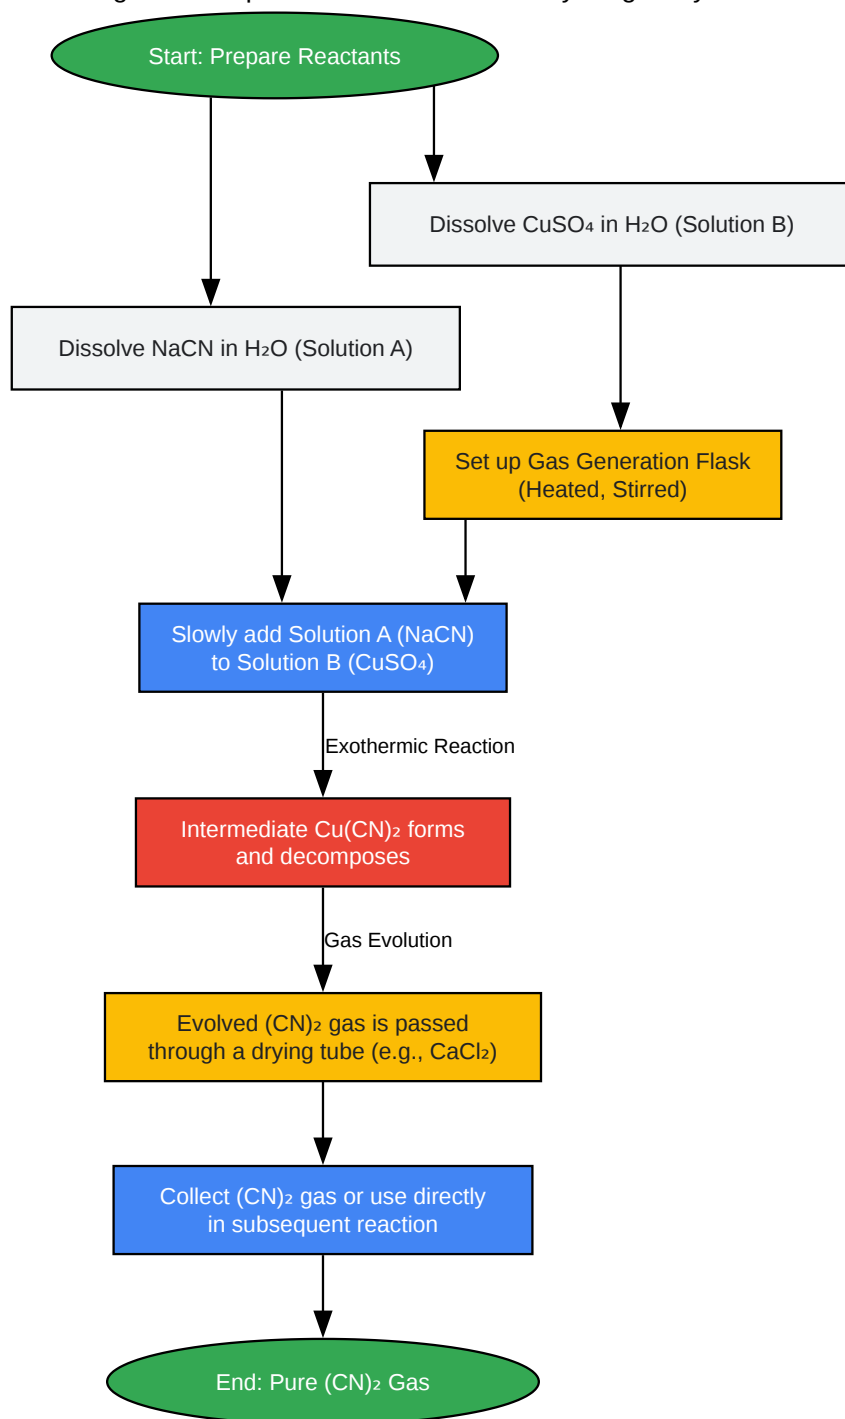 Start: Prepare Reactants
Dissolve CuSO₄ in H₂O (Solution B)
Dissolve NaCN in H₂O (Solution A)
Set up Gas Generation Flask
(Heated, Stirred)
Slowly add Solution A (NaCN)
to Solution B (CuSO₄)
Exothermic Reaction
Intermediate Cu(CN)₂ forms
and decomposes
Gas Evolution
Evolved (CN)₂ gas is passed
through a drying tube (e.g., CaCl₂)
Collect (CN)₂ gas or use directly
in subsequent reaction
End: Pure (CN)₂ Gas